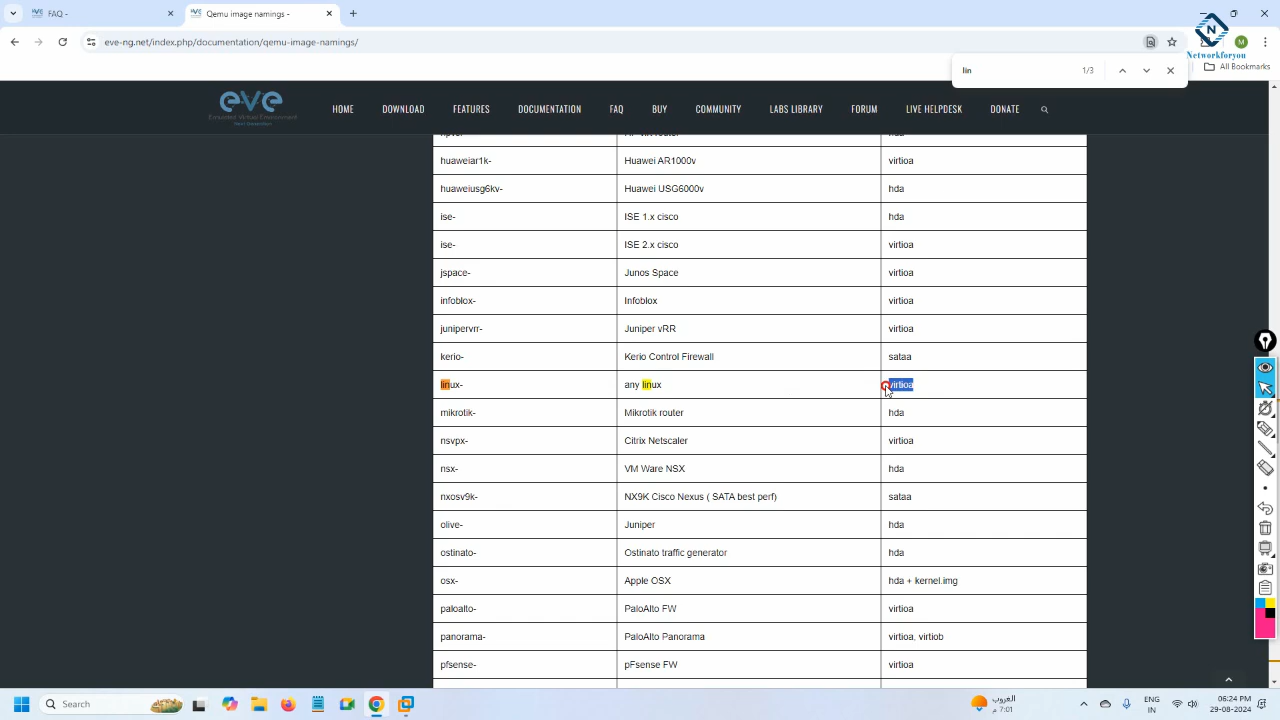 FAQ
Qemu image namings -
eve-ng.net/index.php/documentation/qemu-image-namings/
N
Networkforyou
M
All Bookmarks
lin 1/3
eve
HOME DOWNLOAD FEATURES DOCUMENTATION FAQ BUY COMMUNITY LABS LIBRARY FORUM LIVE HELPDESK DONATE
huaweiar1k- Huawei AR1000v virtioa
huaweiusg6kv- Huawei USG6000v hda
ise- ISE 1.x cisco hda
ise- ISE 2.x cisco virtioa
jspace- Junos Space virtioa
infoblox- Infoblox virtioa
junipervrr- Juniper vRR virtioa
kerio- Kerio Control Firewall sataa
linux- any linux virtioa
mikrotik- Mikrotik router hda
nsvpx- Citrix Netscaler virtioa
nsx- VM Ware NSX hda
nxosv9k- NX9K Cisco Nexus ( SATA best perf) sataa
olive- Juniper hda
ostinato- Ostinato traffic generator hda
osx- Apple OSX hda + kernel.img
paloalto- PaloAlto FW virtioa
panorama- PaloAlto Panorama virtioa, virtiob
pfsense- pFsense FW virtioa
Search
الغروب
7:01 م
ENG
IN
06:24 PM
29-08-2024